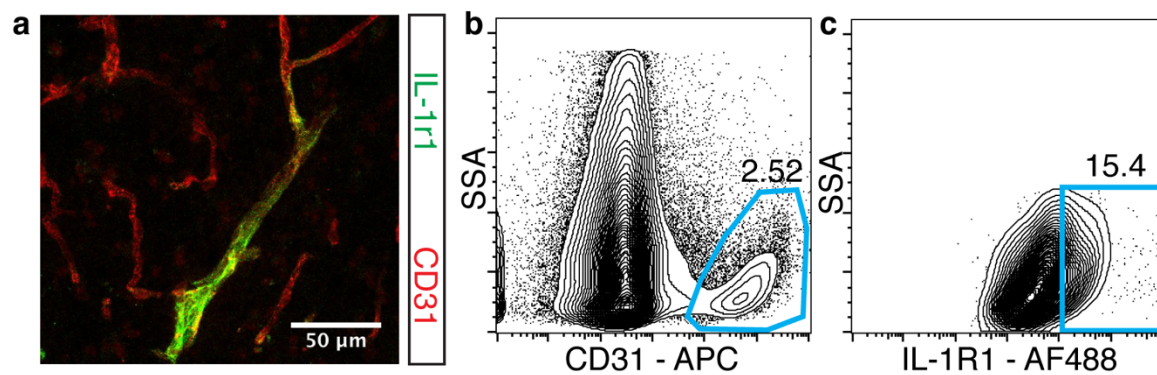 a
IL-1r1
CD31
50 µm
b
SSA
2.52
CD31 - APC
c
SSA
15.4
IL-1R1 - AF488